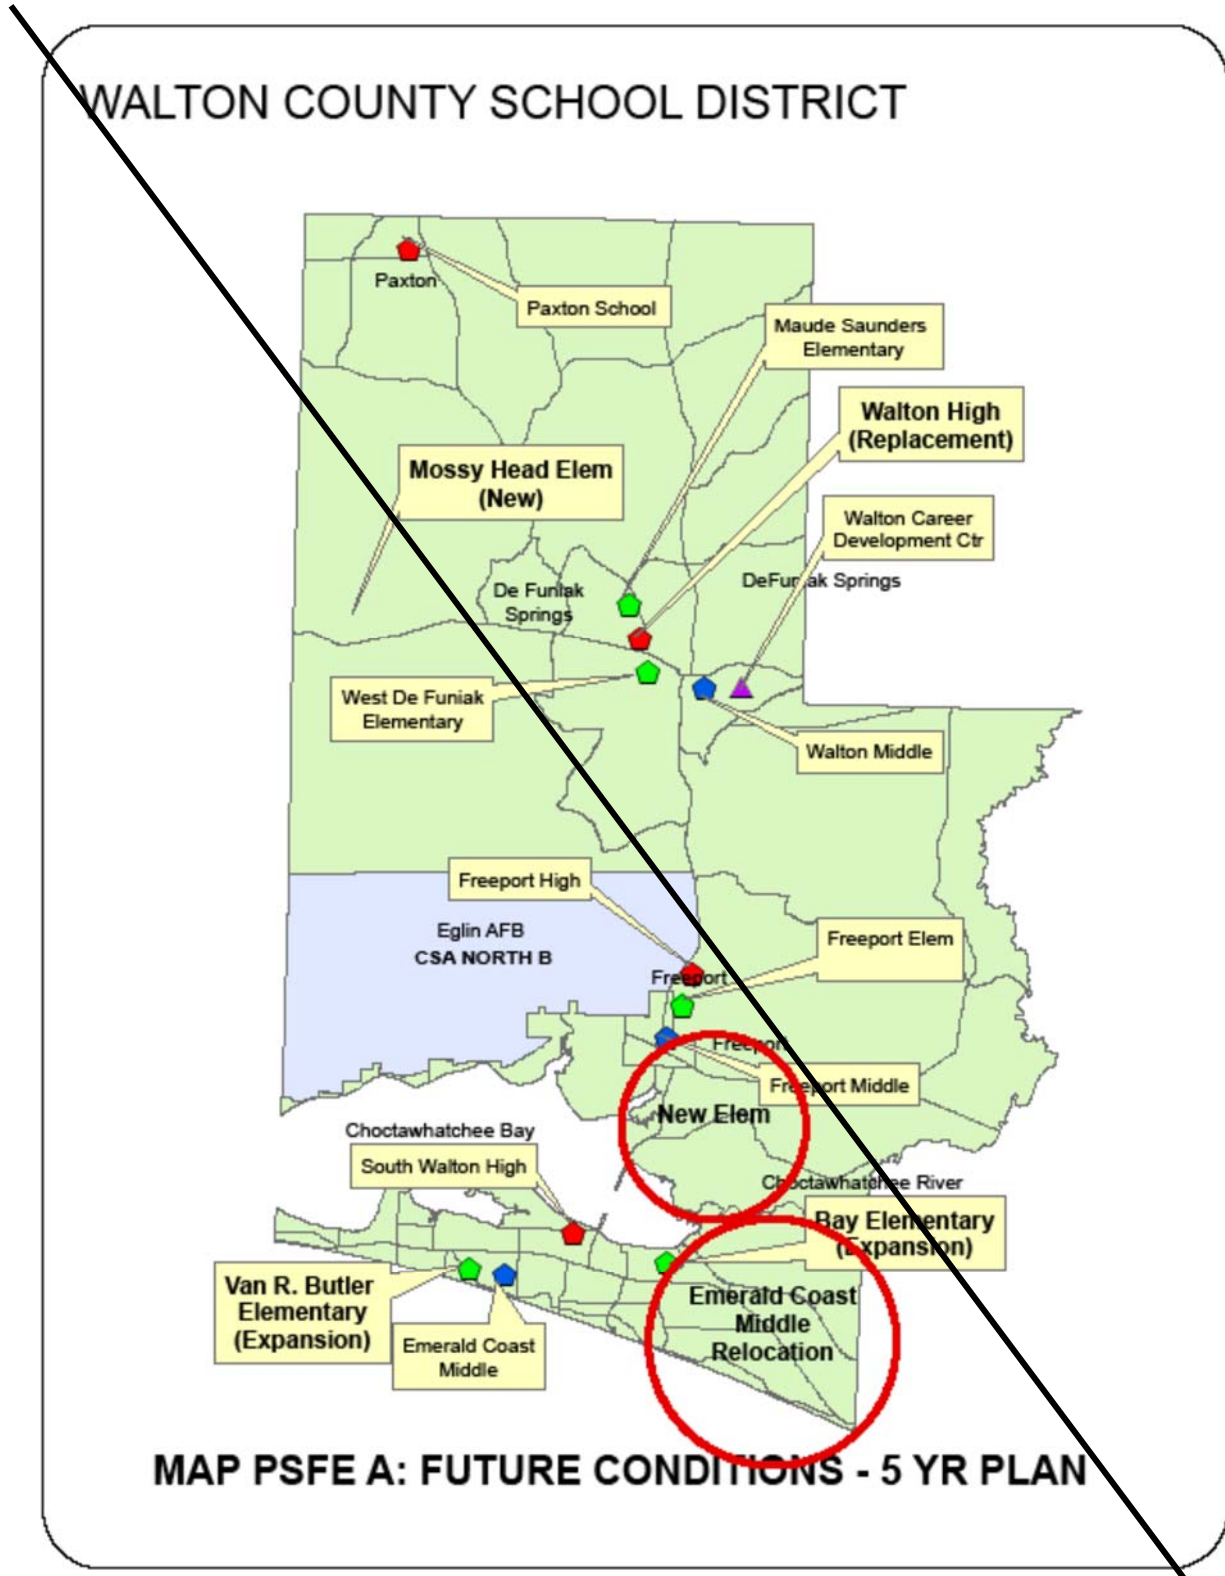 WALTON COUNTY SCHOOL DISTRICT
Paxton
Paxton School
Maude Saunders
Elementary
Walton High
(Replacement)
Mossy Head Elem
(New)
Walton Career
Development Ctr
De Funiak
Springs
DeFuniak Springs
West De Funiak
Elementary
Walton Middle
Freeport High
Eglin AFB
CSA NORTH B
Freeport Elem
Freeport
Freeport
Freeport Middle
New Elem
Choctawhatchee Bay
South Walton High
Choctawhatchee River
Bay Elementary
(Expansion)
Van R. Butler
Elementary
(Expansion)
Emerald Coast
Middle
Emerald Coast
Middle
Relocation
MAP PSFE A: FUTURE CONDITIONS - 5 YR PLAN